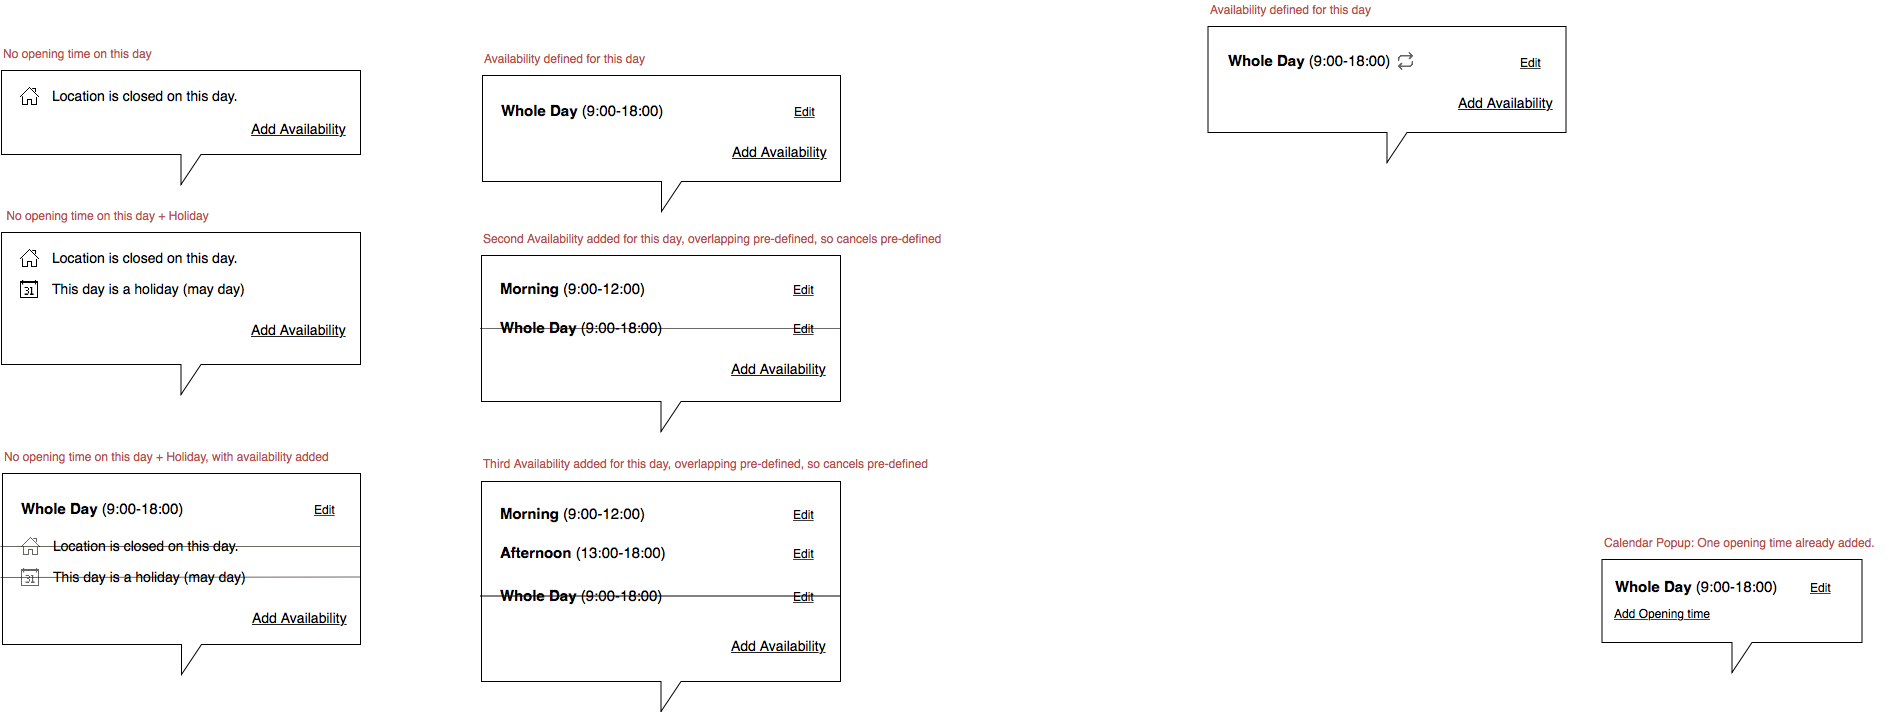 No opening time on this day
Location is closed on this day.
Add Availability
No opening time on this day + Holiday
Location is closed on this day.
31
This day is a holiday (may day)
Add Availability
No opening time on this day + Holiday, with availability added
Whole Day (9:00-18:00) Edit
Location is closed on this day.
31
This day is a holiday (may day)
Add Availability
Availability defined for this day
Whole Day (9:00-18:00) Edit
Add Availability
Second Availability added for this day, overlapping pre-defined, so cancels pre-defined
Morning (9:00-12:00) Edit
Whole Day (9:00-18:00) Edit
Add Availability
Third Availability added for this day, overlapping pre-defined, so cancels pre-defined
Morning (9:00-12:00) Edit
Afternoon (13:00-18:00) Edit
Whole Day (9:00-18:00) Edit
Add Availability
Availability defined for this day
Whole Day (9:00-18:00) Edit
Add Availability
Calendar Popup: One opening time already added.
Whole Day (9:00-18:00) Edit
Add Opening time